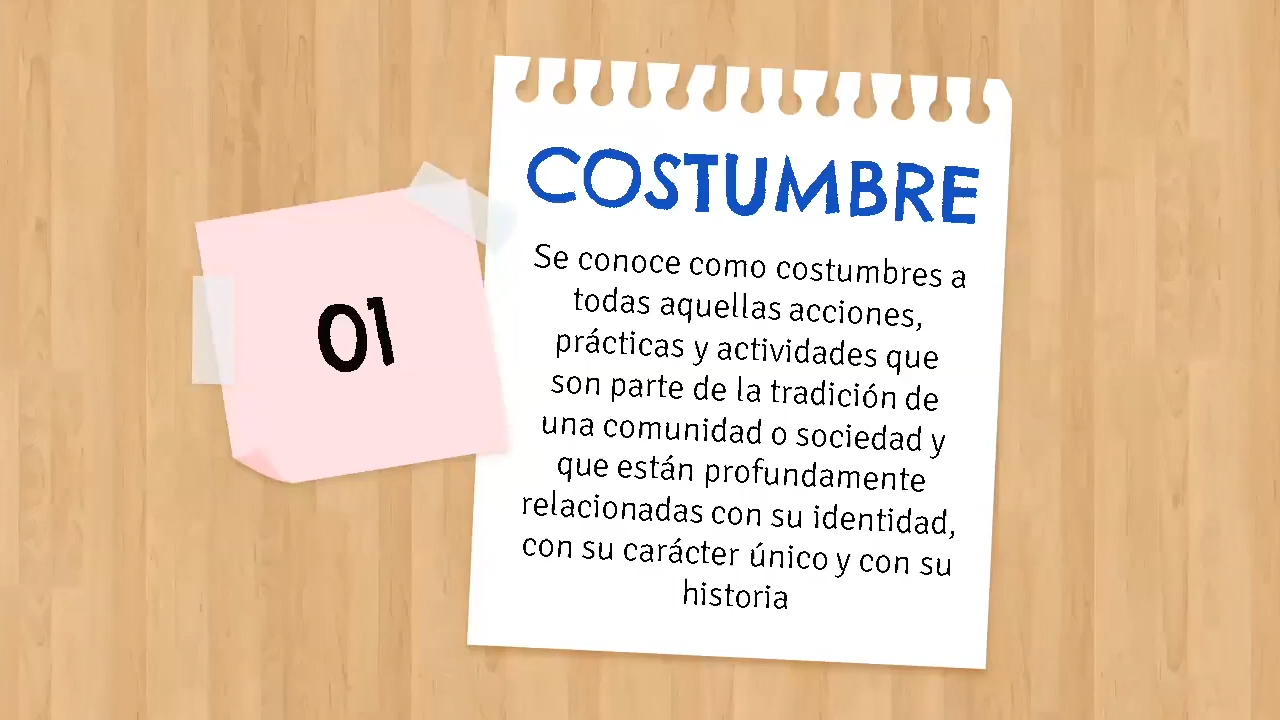 01
COSTUMBRE
Se conoce como costumbres a
todas aquellas acciones,
prácticas y actividades que
son parte de la tradición de
una comunidad o sociedad y
que están profundamente
relacionadas con su identidad,
con su carácter único y con su
historia